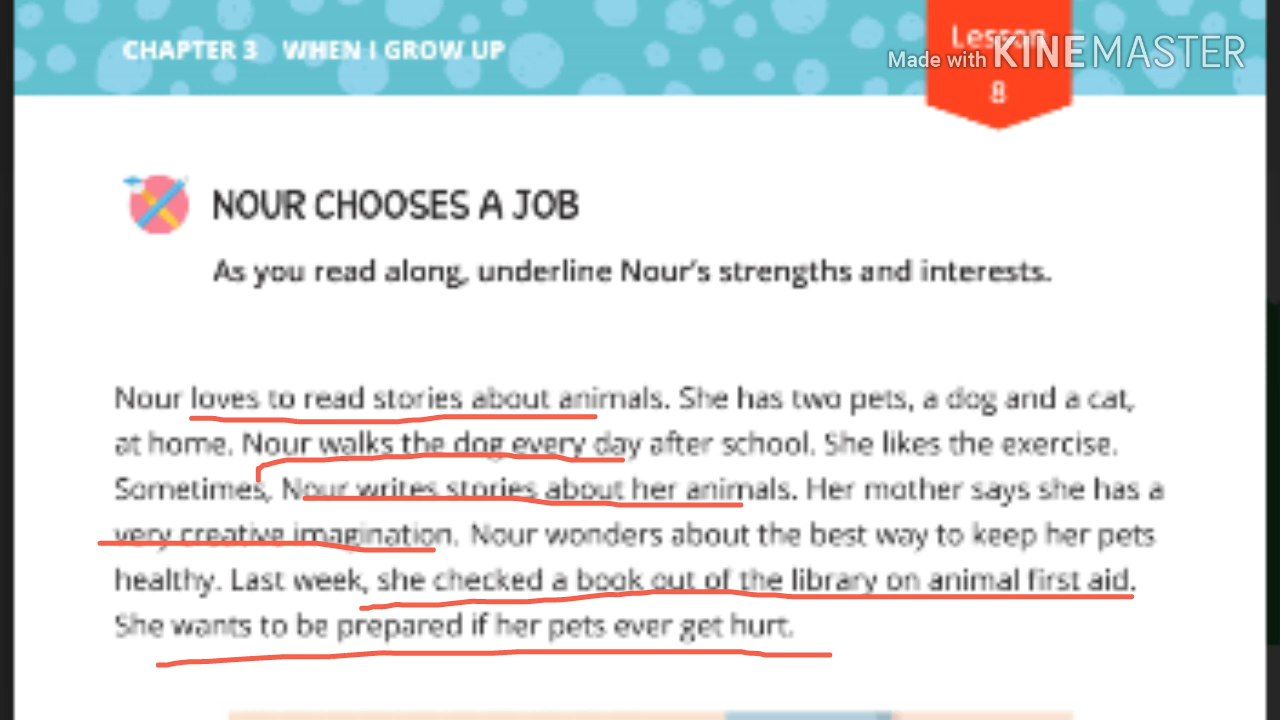 CHAPTER 3 WHEN I GROW UP
Lesson
8
Made with KINEMASTER
NOUR CHOOSES A JOB
As you read along, underline Nour's strengths and interests.
Nour loves to read stories about animals. She has two pets, a dog and a cat,
at home. Nour walks the dog every day after school. She likes the exercise.
Sometimes, Nour writes stories about her animals. Her mother says she has a
very creative imagination. Nour wonders about the best way to keep her pets
healthy. Last week, she checked a book out of the library on animal first aid.
She wants to be prepared if her pets ever get hurt.